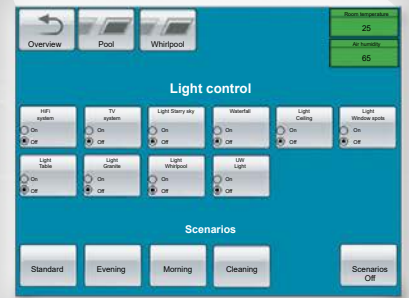 Overview
Pool
Whirlpool
Room temperature
25
Air humidity
65
Light control
HiFi
system
On
Off
TV
system
On
Off
Light Starry sky
On
Off
Waterfall
On
Off
Light
Ceiling
On
Off
Light
Window spots
On
Off
Light
Table
On
Off
Light
Granite
On
Off
Light
Whirlpool
On
Off
UW
Light
On
Off
Scenarios
Standard
Evening
Morning
Cleaning
Scenarios
Off